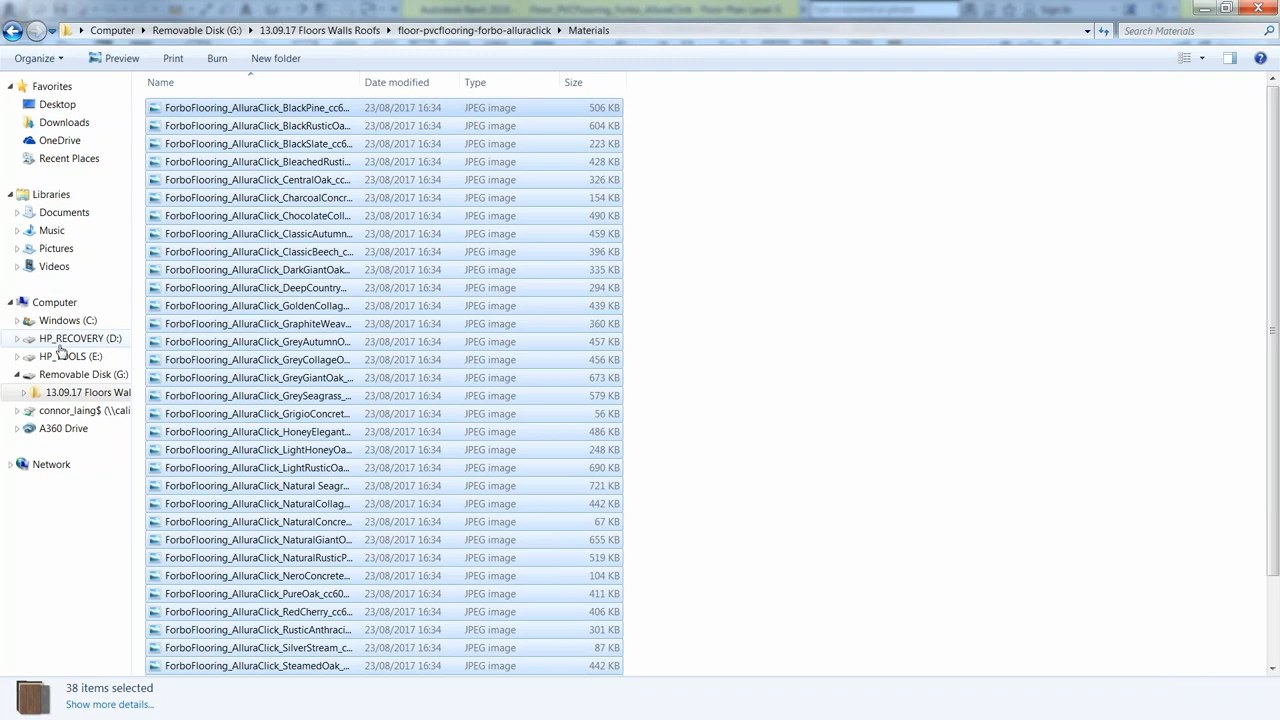 Autodesk Revit 2016 - Floor_PVCflooring_Forbo_AlluraClick - Floor Plan: Level 0
Computer ▸ Removable Disk (G:) ▸ 13.09.17 Floors Walls Roofs ▸ floor-pvcflooring-forbo-alluraclick ▸ Materials
Search Materials
Organize Preview Print Burn New folder
Name Date modified Type Size
Favorites
Desktop
Downloads
OneDrive
Recent Places
Libraries
Documents
Music
Pictures
Videos
Computer
Windows (C:)
HP_RECOVERY (D:)
HP_TOOLS (E:)
Removable Disk (G:)
13.09.17 Floors Wal
connor_laing$ (\\cali
A360 Drive
Network
ForboFlooring_AlluraClick_BlackPine_cc6... 23/08/2017 16:34 JPEG image 506 KB
ForboFlooring_AlluraClick_BlackRusticOa... 23/08/2017 16:34 JPEG image 604 KB
ForboFlooring_AlluraClick_BlackSlate_cc6... 23/08/2017 16:34 JPEG image 223 KB
ForboFlooring_AlluraClick_BleachedRusti... 23/08/2017 16:34 JPEG image 428 KB
ForboFlooring_AlluraClick_CentralOak_cc... 23/08/2017 16:34 JPEG image 326 KB
ForboFlooring_AlluraClick_CharcoalConcr... 23/08/2017 16:34 JPEG image 154 KB
ForboFlooring_AlluraClick_ChocolateColl... 23/08/2017 16:34 JPEG image 490 KB
ForboFlooring_AlluraClick_ClassicAutumn... 23/08/2017 16:34 JPEG image 459 KB
ForboFlooring_AlluraClick_ClassicBeech_c... 23/08/2017 16:34 JPEG image 396 KB
ForboFlooring_AlluraClick_DarkGiantOak... 23/08/2017 16:34 JPEG image 335 KB
ForboFlooring_AlluraClick_DeepCountry... 23/08/2017 16:34 JPEG image 294 KB
ForboFlooring_AlluraClick_GoldenCollag... 23/08/2017 16:34 JPEG image 439 KB
ForboFlooring_AlluraClick_GraphiteWeav... 23/08/2017 16:34 JPEG image 360 KB
ForboFlooring_AlluraClick_GreyAutumnO... 23/08/2017 16:34 JPEG image 457 KB
ForboFlooring_AlluraClick_GreyCollageO... 23/08/2017 16:34 JPEG image 456 KB
ForboFlooring_AlluraClick_GreyGiantOak_... 23/08/2017 16:34 JPEG image 673 KB
ForboFlooring_AlluraClick_GreySeagrass_... 23/08/2017 16:34 JPEG image 579 KB
ForboFlooring_AlluraClick_GrigioConcret... 23/08/2017 16:34 JPEG image 56 KB
ForboFlooring_AlluraClick_HoneyElegant... 23/08/2017 16:34 JPEG image 486 KB
ForboFlooring_AlluraClick_LightHoneyOa... 23/08/2017 16:34 JPEG image 248 KB
ForboFlooring_AlluraClick_LightRusticOa... 23/08/2017 16:34 JPEG image 690 KB
ForboFlooring_AlluraClick_Natural Seagr... 23/08/2017 16:34 JPEG image 721 KB
ForboFlooring_AlluraClick_NaturalCollag... 23/08/2017 16:34 JPEG image 442 KB
ForboFlooring_AlluraClick_NaturalConcre... 23/08/2017 16:34 JPEG image 67 KB
ForboFlooring_AlluraClick_NaturalGiantO... 23/08/2017 16:34 JPEG image 655 KB
ForboFlooring_AlluraClick_NaturalRusticP... 23/08/2017 16:34 JPEG image 519 KB
ForboFlooring_AlluraClick_NeroConcrete... 23/08/2017 16:34 JPEG image 104 KB
ForboFlooring_AlluraClick_PureOak_cc60... 23/08/2017 16:34 JPEG image 411 KB
ForboFlooring_AlluraClick_RedCherry_cc6... 23/08/2017 16:34 JPEG image 406 KB
ForboFlooring_AlluraClick_RusticAnthraci... 23/08/2017 16:34 JPEG image 301 KB
ForboFlooring_AlluraClick_SilverStream_c... 23/08/2017 16:34 JPEG image 87 KB
ForboFlooring_AlluraClick_SteamedOak_... 23/08/2017 16:34 JPEG image 442 KB
38 items selected
Show more details...